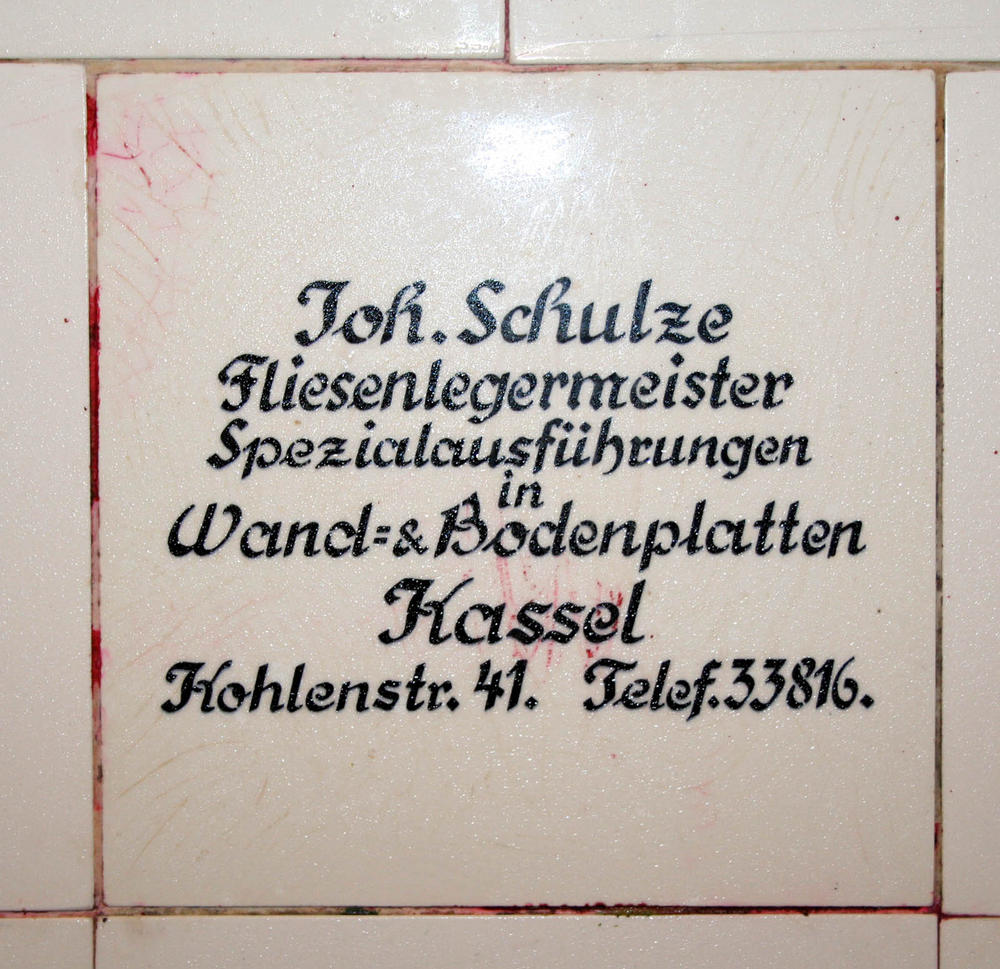 Joh. Schulze
Fliesenlegermeister
Spezialausführungen
in
Wand=& Bodenplatten
Kassel
Kohlenstr. 41. Telef. 33816.